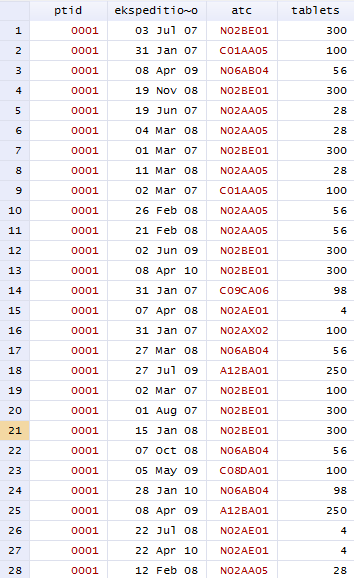 ptid ekspeditio~o atc tablets
1 0001 03 Jul 07 N02BE01 300
2 0001 31 Jan 07 C01AA05 100
3 0001 08 Apr 09 N06AB04 56
4 0001 19 Nov 08 N02BE01 300
5 0001 19 Jun 07 N02AA05 28
6 0001 04 Mar 08 N02AA05 28
7 0001 01 Mar 07 N02BE01 300
8 0001 11 Mar 08 N02AA05 28
9 0001 02 Mar 07 C01AA05 100
10 0001 26 Feb 08 N02AA05 56
11 0001 21 Feb 08 N02AA05 56
12 0001 02 Jun 09 N02BE01 300
13 0001 08 Apr 10 N02BE01 300
14 0001 31 Jan 07 C09CA06 98
15 0001 07 Apr 08 N02AE01 4
16 0001 31 Jan 07 N02AX02 100
17 0001 27 Mar 08 N06AB04 56
18 0001 27 Jul 09 A12BA01 250
19 0001 02 Mar 07 N02BE01 100
20 0001 01 Aug 07 N02BE01 300
21 0001 15 Jan 08 N02BE01 300
22 0001 07 Oct 08 N06AB04 56
23 0001 05 May 09 C08DA01 100
24 0001 28 Jan 10 N06AB04 98
25 0001 08 Apr 09 A12BA01 250
26 0001 22 Jul 08 N02AE01 4
27 0001 22 Apr 10 N02AE01 4
28 0001 12 Feb 08 N02AA05 28